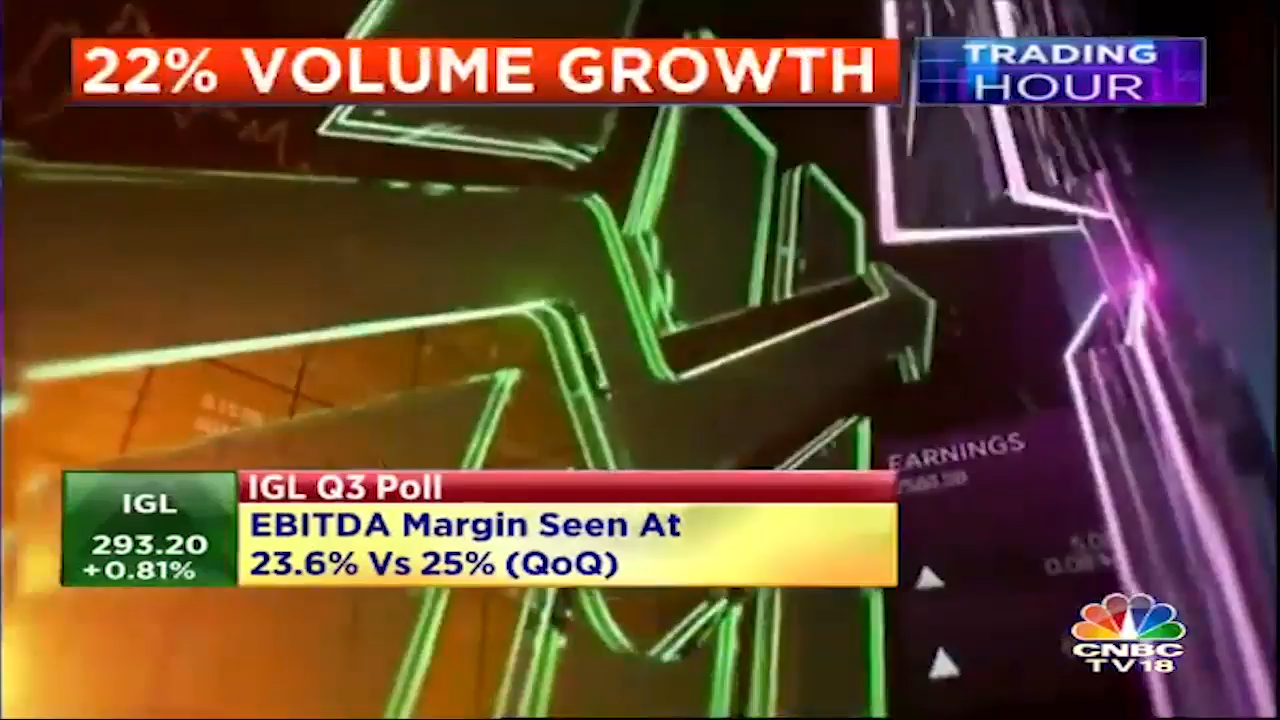 22% VOLUME GROWTH
TRADING
HOUR
EARNINGS
IGL
293.20
+0.81%
IGL Q3 Poll
EBITDA Margin Seen At
23.6% Vs 25% (QoQ)
CNBC
TV18